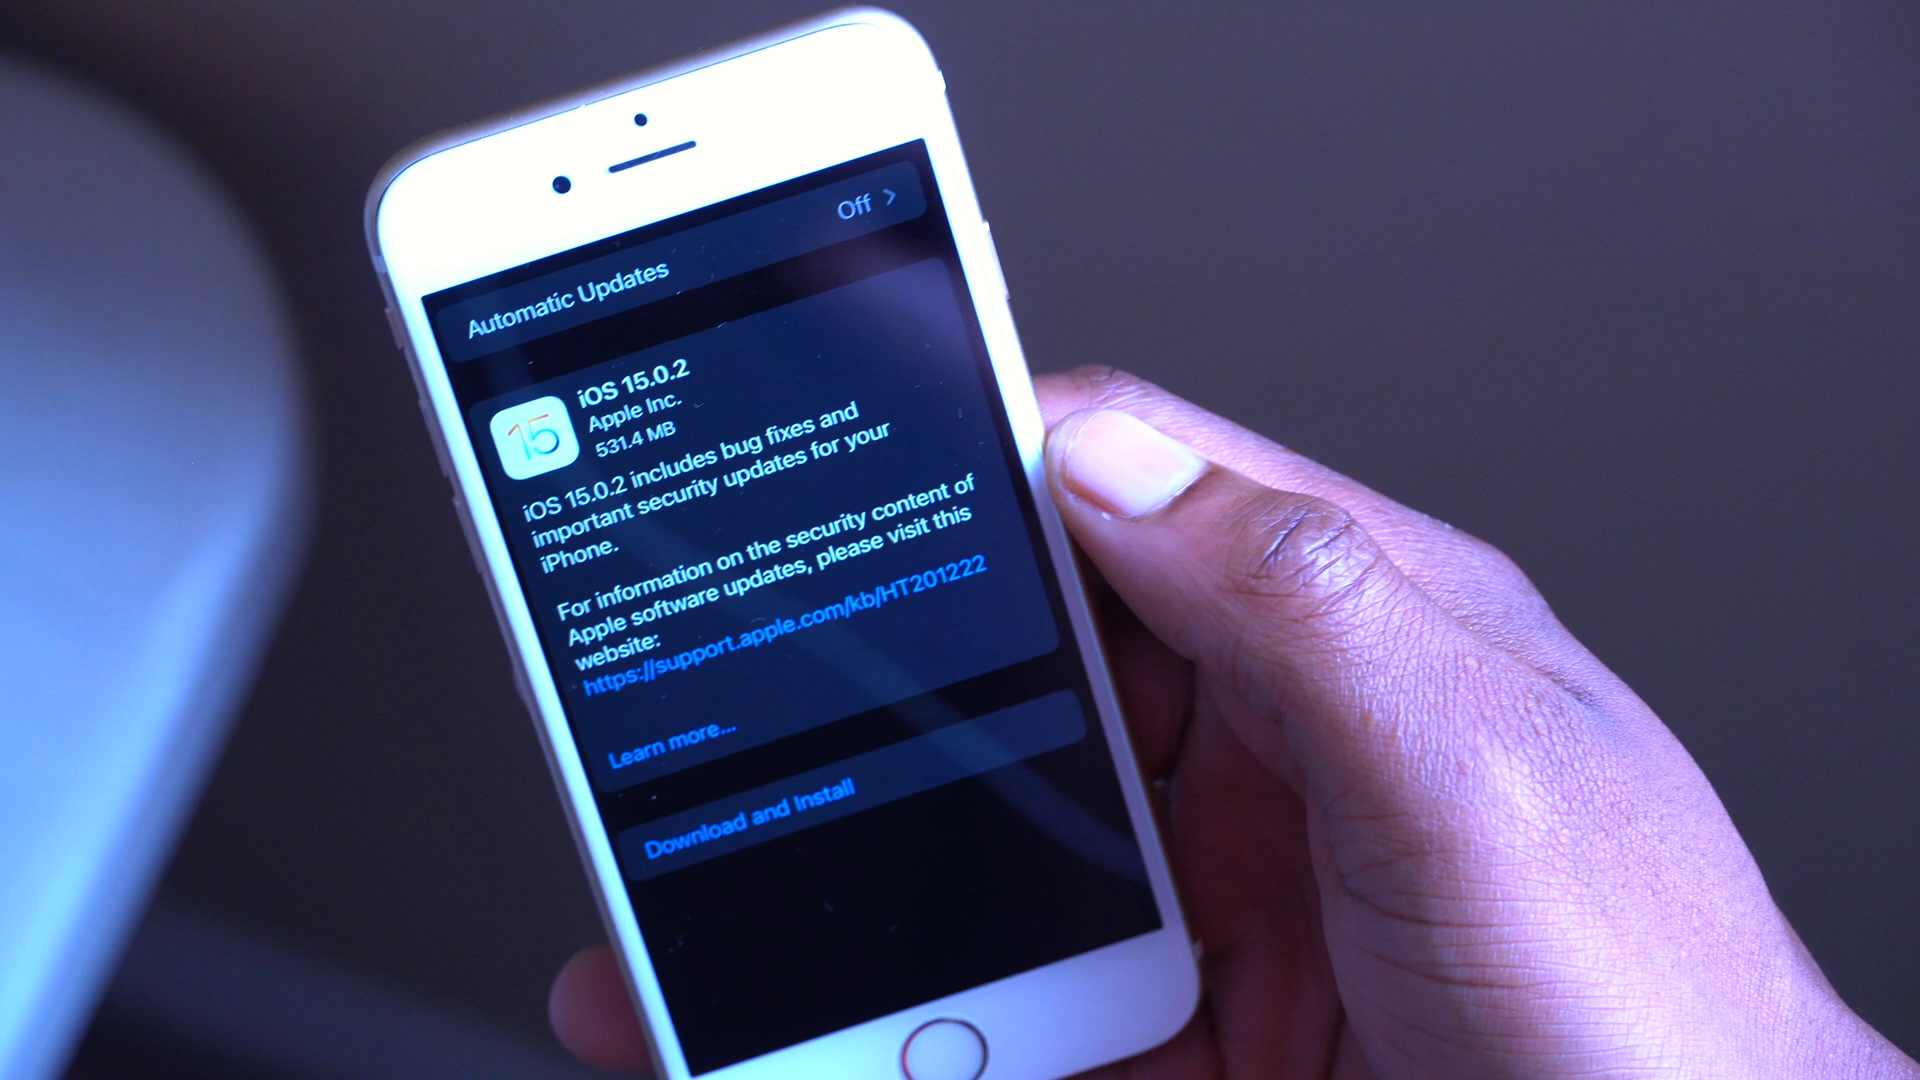 Automatic Updates Off
iOS 15.0.2
Apple Inc.
531.4 MB
15
iOS 15.0.2 includes bug fixes and
important security updates for your
iPhone.
For information on the security content of
Apple software updates, please visit this
website:
https://support.apple.com/kb/HT201222
Learn more...
Download and Install